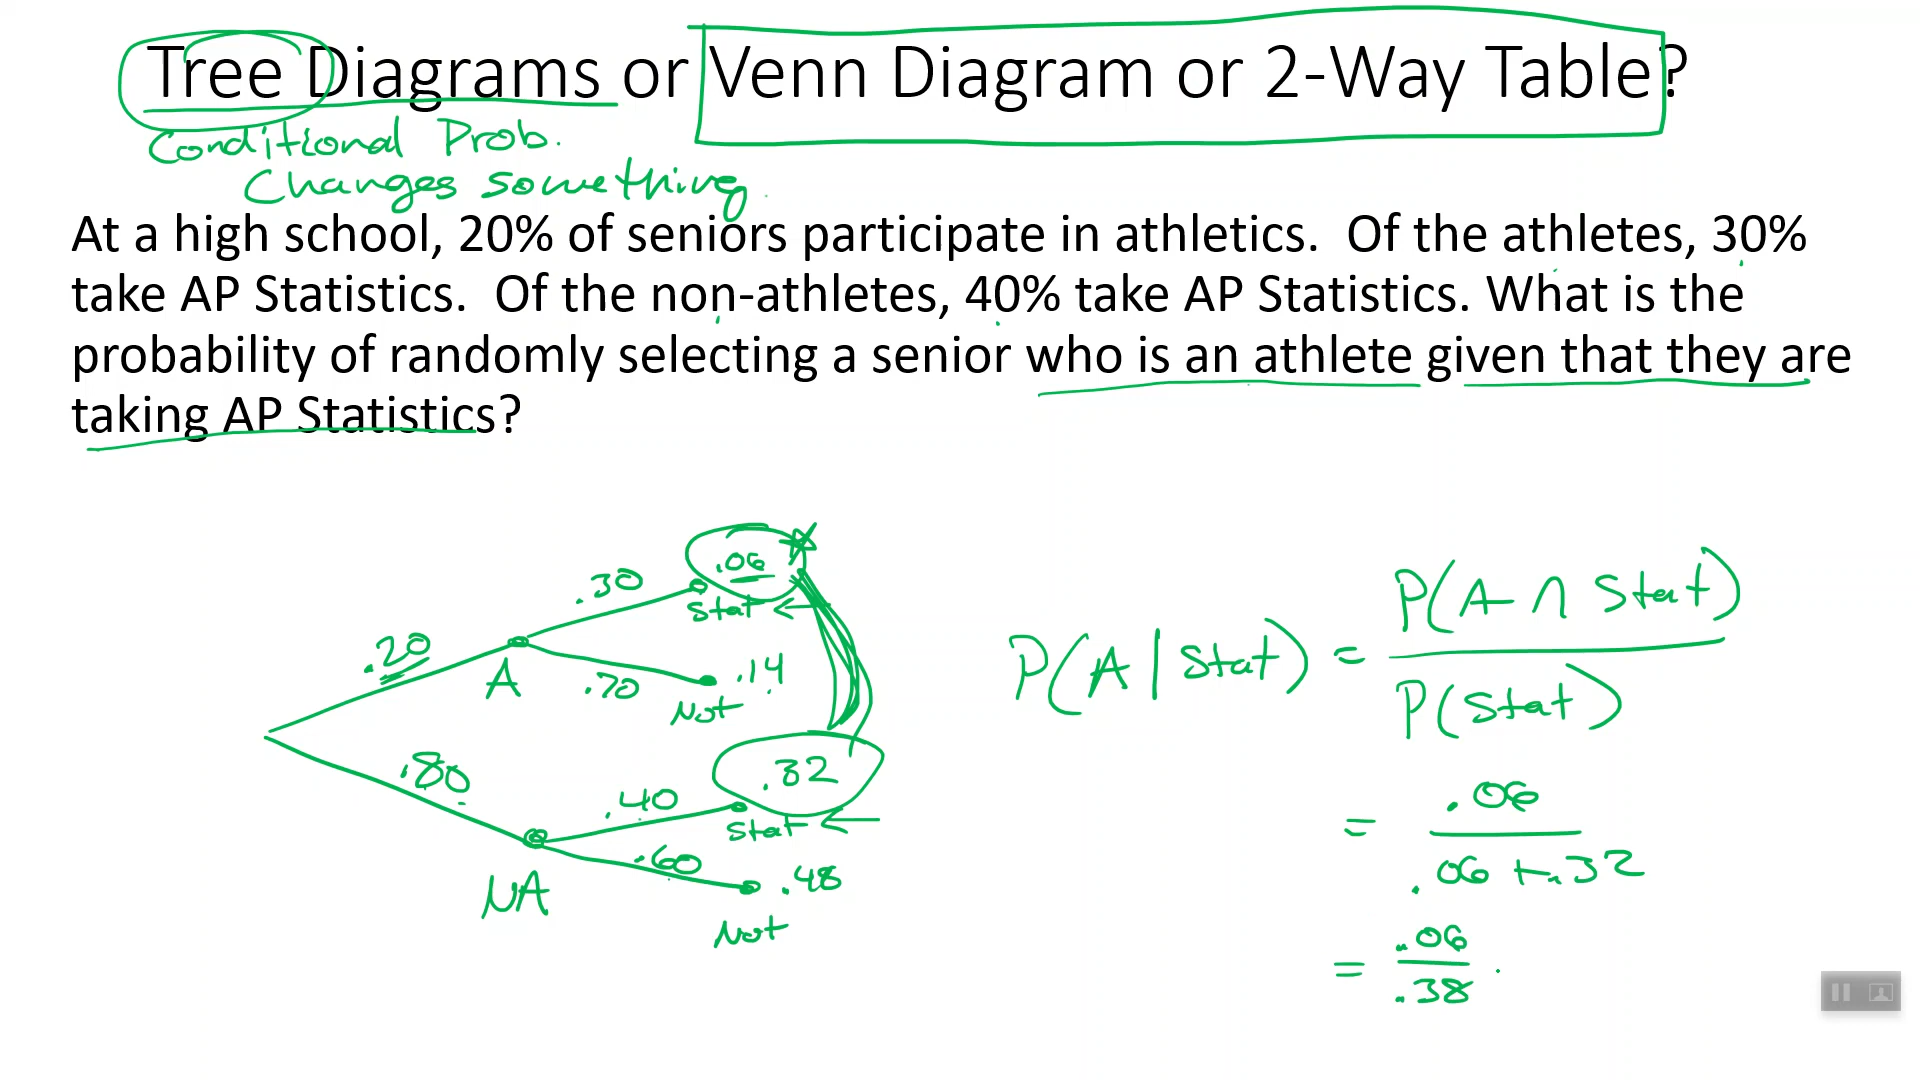 Tree Diagrams or Venn Diagram or 2-Way Table?
Conditional Prob.
Changes something.
At a high school, 20% of seniors participate in athletics. Of the athletes, 30%
take AP Statistics. Of the non-athletes, 40% take AP Statistics. What is the
probability of randomly selecting a senior who is an athlete given that they are
taking AP Statistics?
.20
A
.30
.06
Stat
.70
.14
Not
.80
NA
.40
.32
Stat
.60
.48
Not
P(A | Stat) = P(A ∩ Stat)
P(Stat)
= .06
.06 + .32
= .06
.38